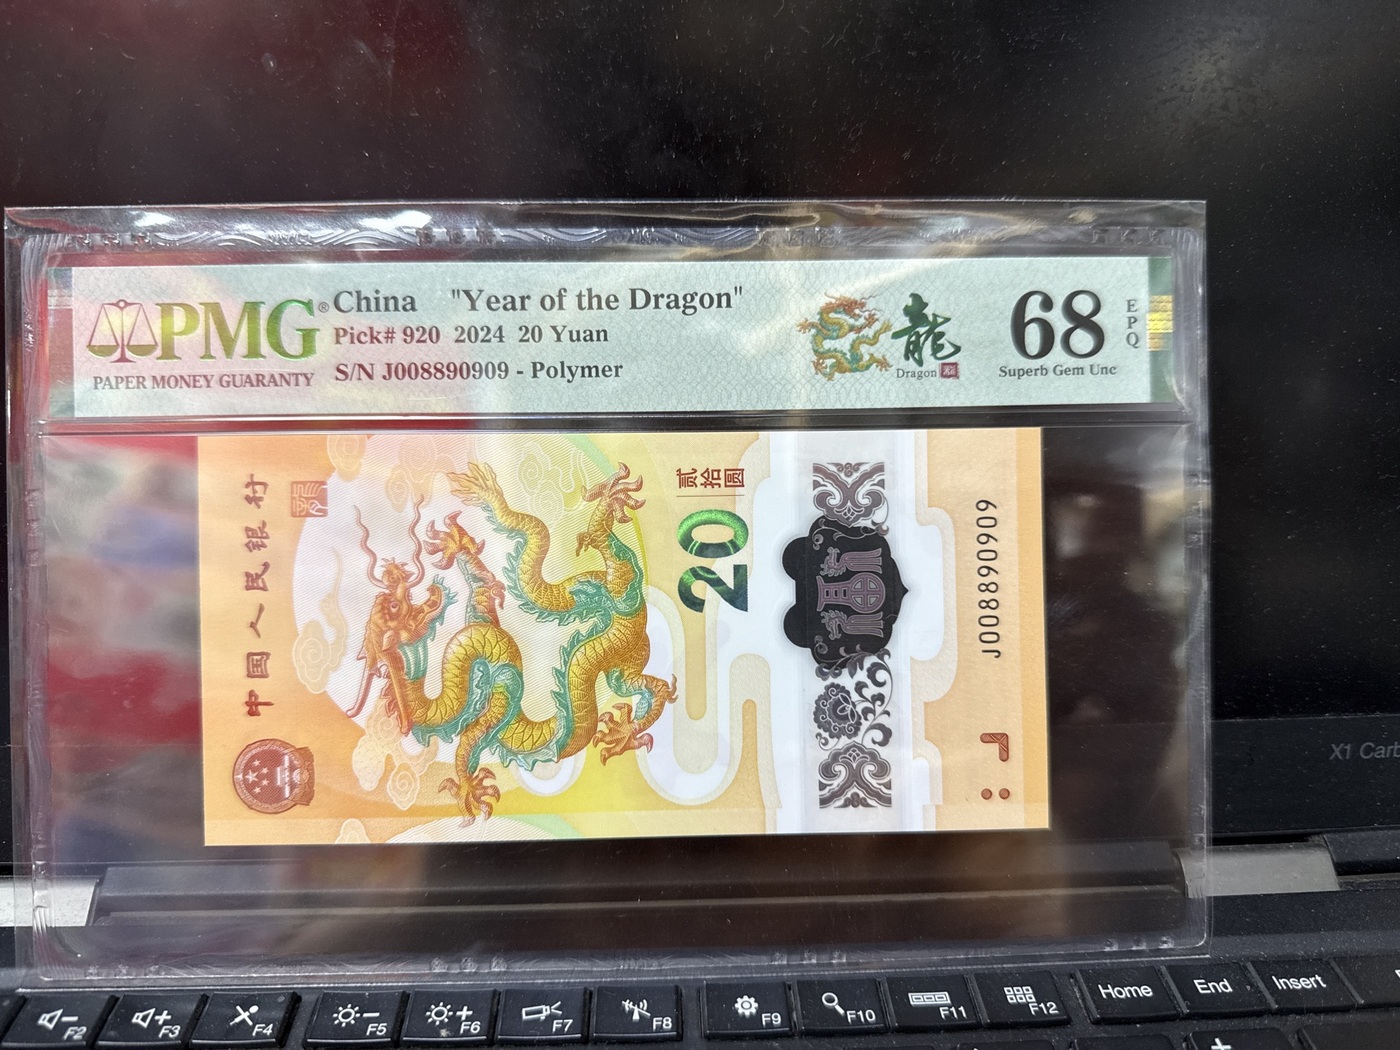 PMG®
PAPER MONEY GUARANTY
China "Year of the Dragon"
Pick# 920 2024 20 Yuan
S/N J008890909 - Polymer
龍
Dragon
68
EPQ
Superb Gem Unc
中国人民银行
贰拾圆
20
J008890909
X1 Carb
F2
F3
F4
F5
F6
F7
F8
F9
F10
F11
F12
Home
End
Insert